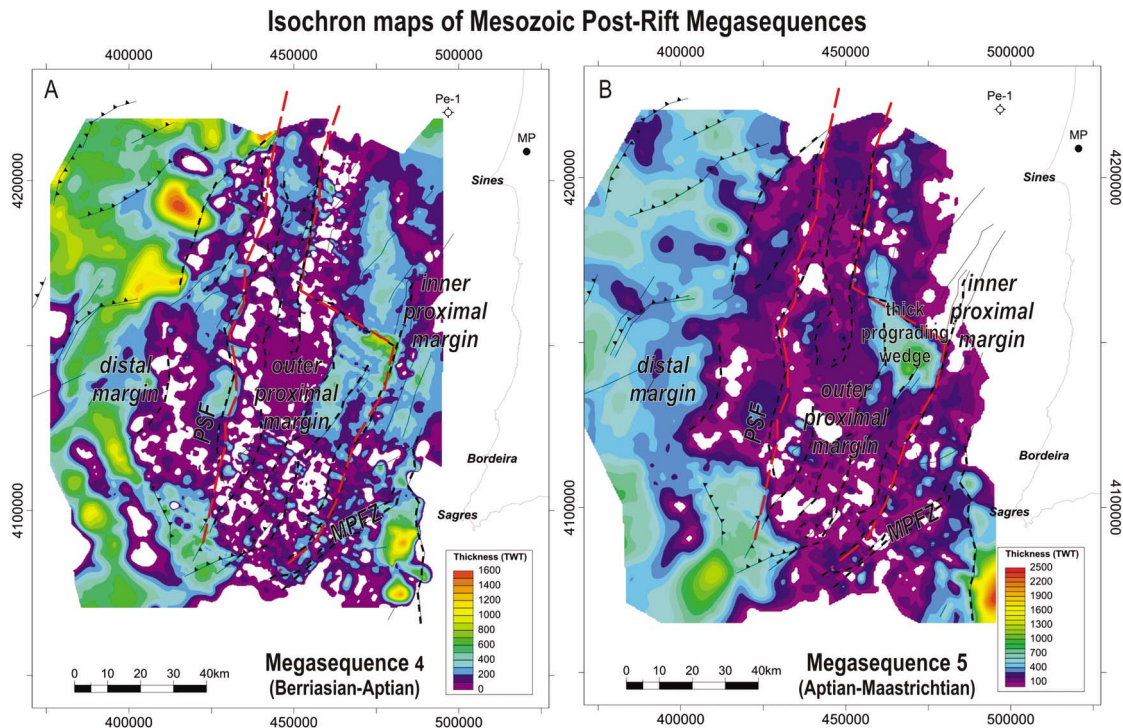 Isochron maps of Mesozoic Post-Rift Megasequences
400000 450000 500000
400000 450000 500000
A
B
Pe-1
MP
Pe-1
MP
4200000
4200000
4200000
Sines
Sines
inner
proximal
margin
inner
proximal
margin
thick
prograding
wedge
distal
margin
PSF
outer
proximal
margin
distal
margin
PSF
outer
proximal
margin
Bordeira
Bordeira
4100000
4100000
4100000
Sagres
Sagres
MPFZ
MPFZ
Thickness (TWT)
1600
1400
1200
1000
800
600
400
200
0
Thickness (TWT)
2500
2200
1900
1600
1300
1000
700
400
100
0 10 20 30 40km
0 10 20 30 40km
Megasequence 4
(Berriasian-Aptian)
Megasequence 5
(Aptian-Maastrichtian)
400000 450000 500000
400000 450000 500000